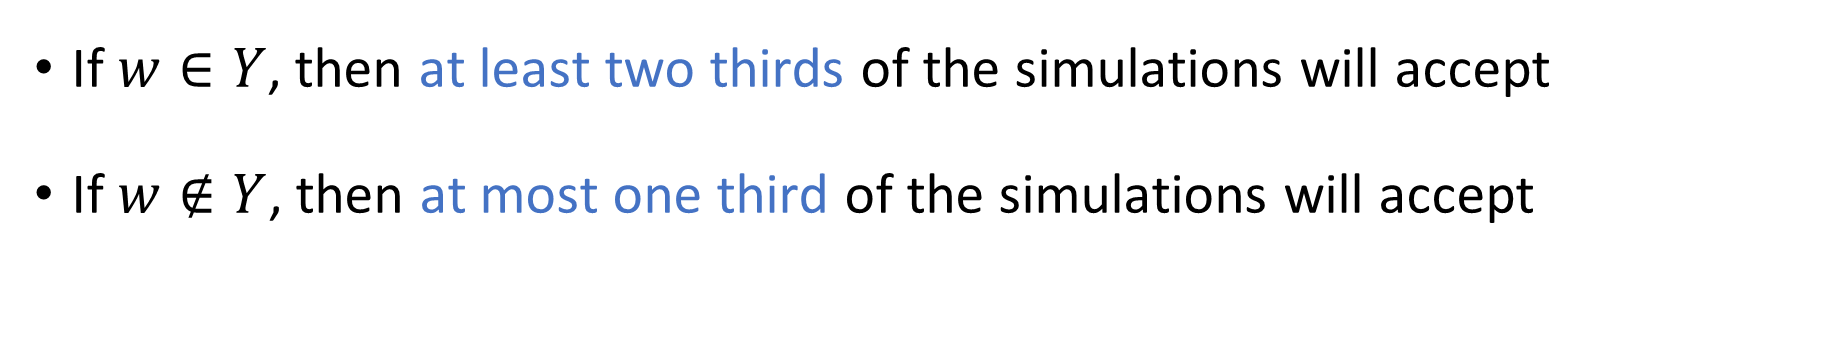 • If 𝑤 ∈ 𝑌, then at least two thirds of the simulations will accept
• If 𝑤 ∉ 𝑌, then at most one third of the simulations will accept